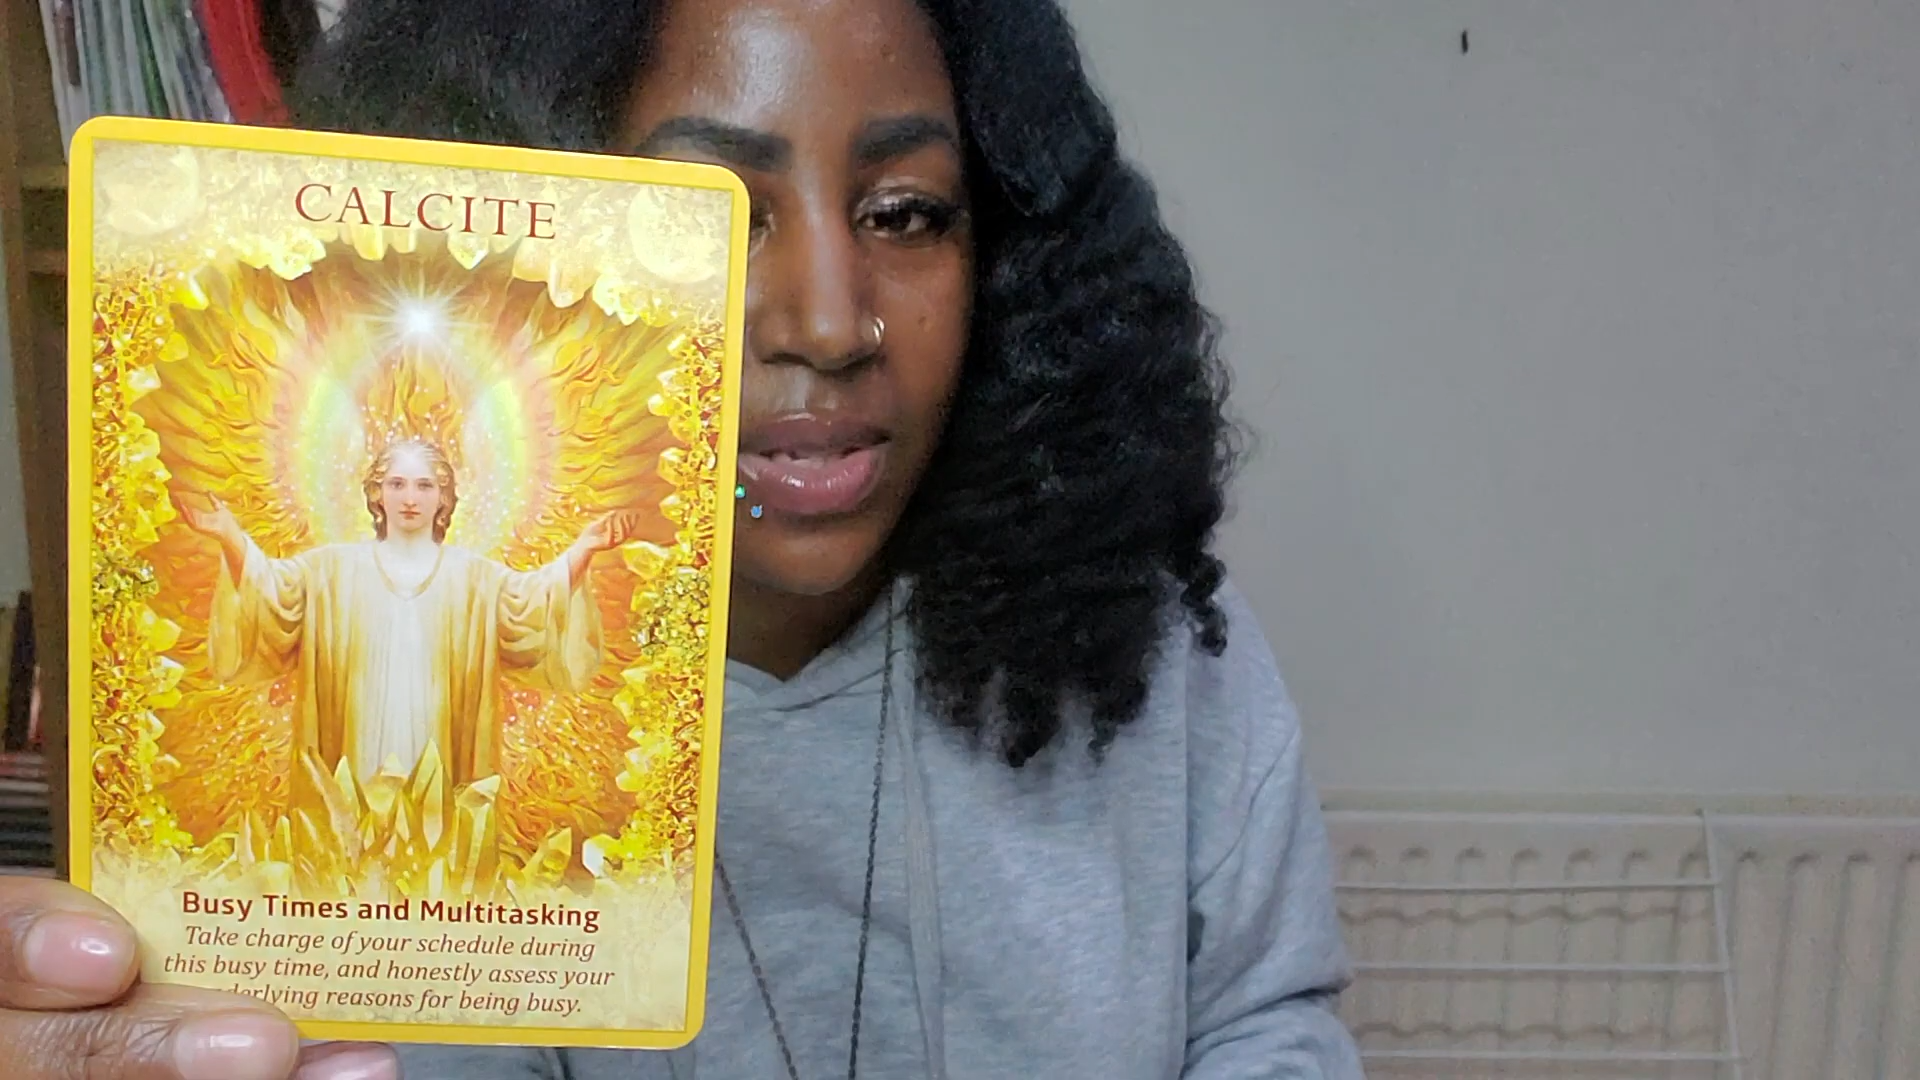 CALCITE
Busy Times and Multitasking
Take charge of your schedule during
this busy time, and honestly assess your
reasons for being busy.